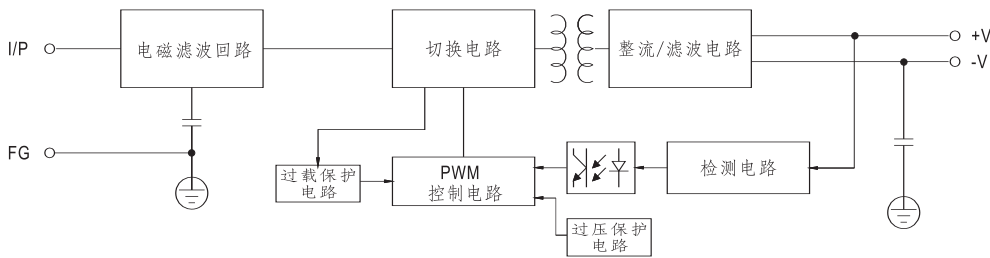 I/P
电磁滤波回路
切换电路
整流/滤波电路
+V
-V
FG
过载保护
电路
PWM
控制电路
检测电路
过压保护
电路